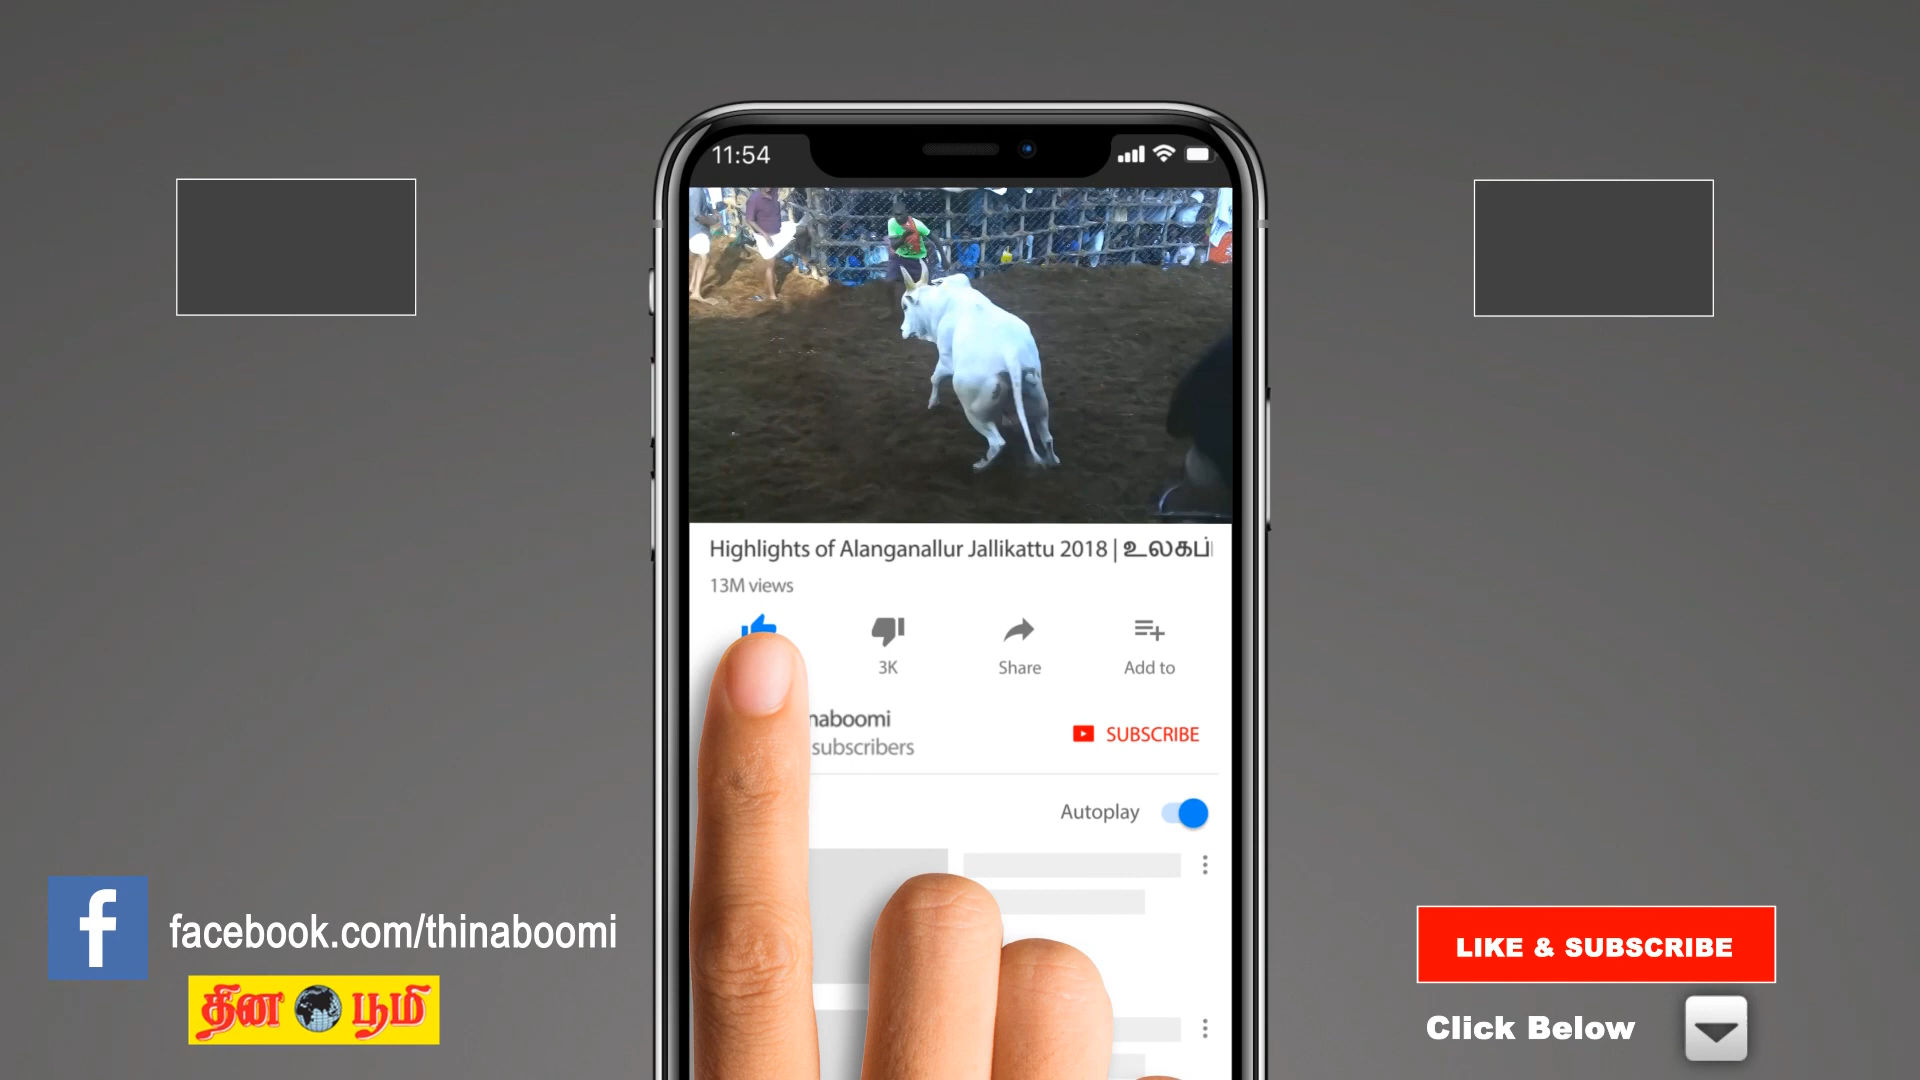 11:54
Highlights of Alanganallur Jallikattu 2018 | உலகப்
13M views
3K
Share
Add to
naboomi
subscribers
SUBSCRIBE
Autoplay
facebook.com/thinaboomi
தின பூமி
LIKE & SUBSCRIBE
Click Below